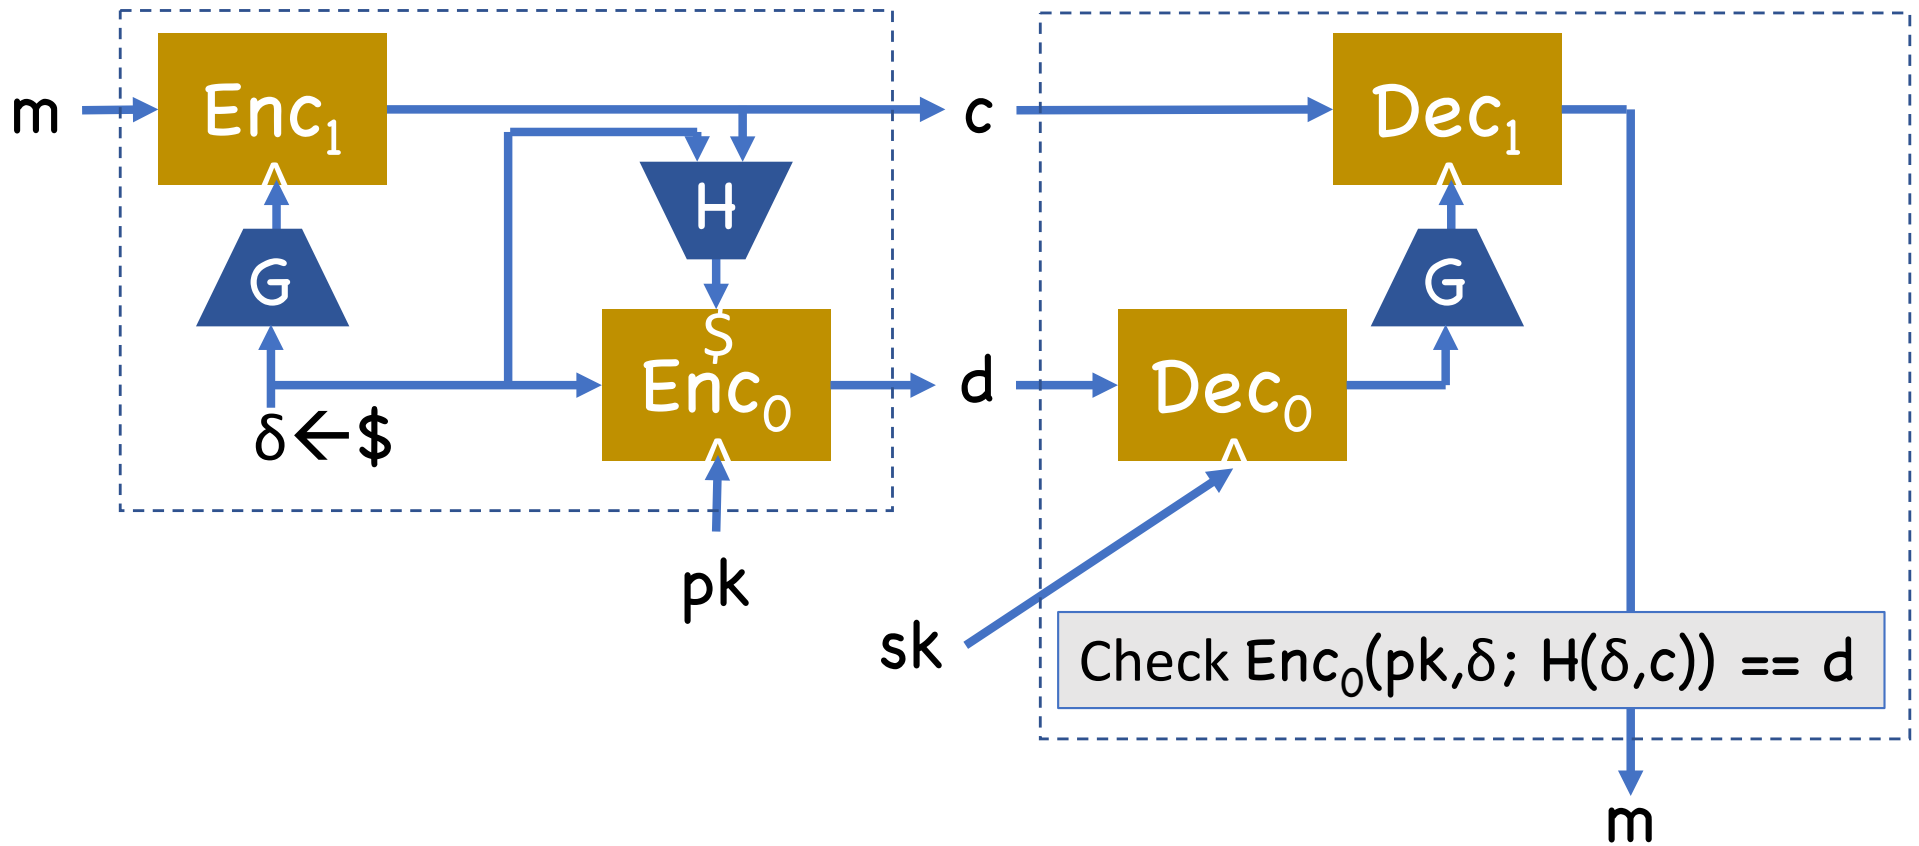 m
Enc₁
c
Dec₁
H
G
G
$
Enc₀
d
Dec₀
δ←$
pk
sk
Check Enc₀(pk,δ; H(δ,c)) == d
m